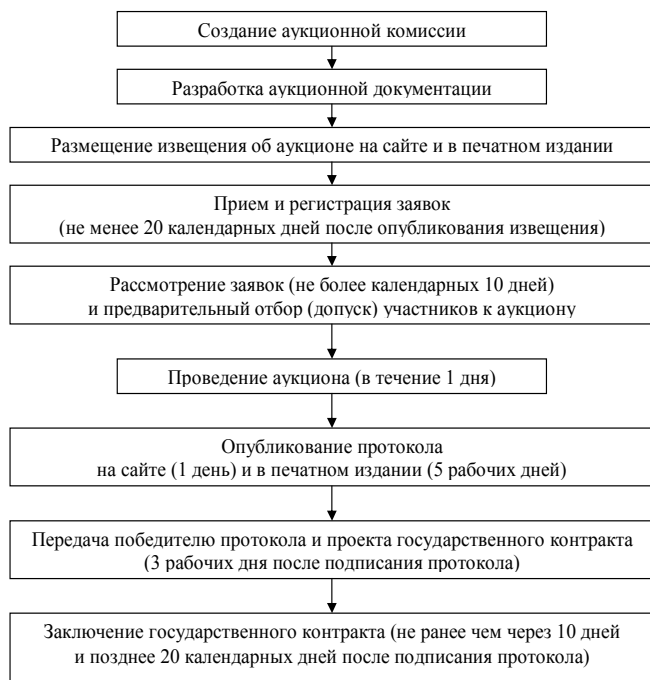 Создание аукционной комиссии
Разработка аукционной документации
Размещение извещения об аукционе на сайте и в печатном издании
Прием и регистрация заявок
(не менее 20 календарных дней после опубликования извещения)
Рассмотрение заявок (не более календарных 10 дней)
и предварительный отбор (допуск) участников к аукциону
Проведение аукциона (в течение 1 дня)
Опубликование протокола
на сайте (1 день) и в печатном издании (5 рабочих дней)
Передача победителю протокола и проекта государственного контракта
(3 рабочих дня после подписания протокола)
Заключение государственного контракта (не ранее чем через 10 дней
и позднее 20 календарных дней после подписания протокола)